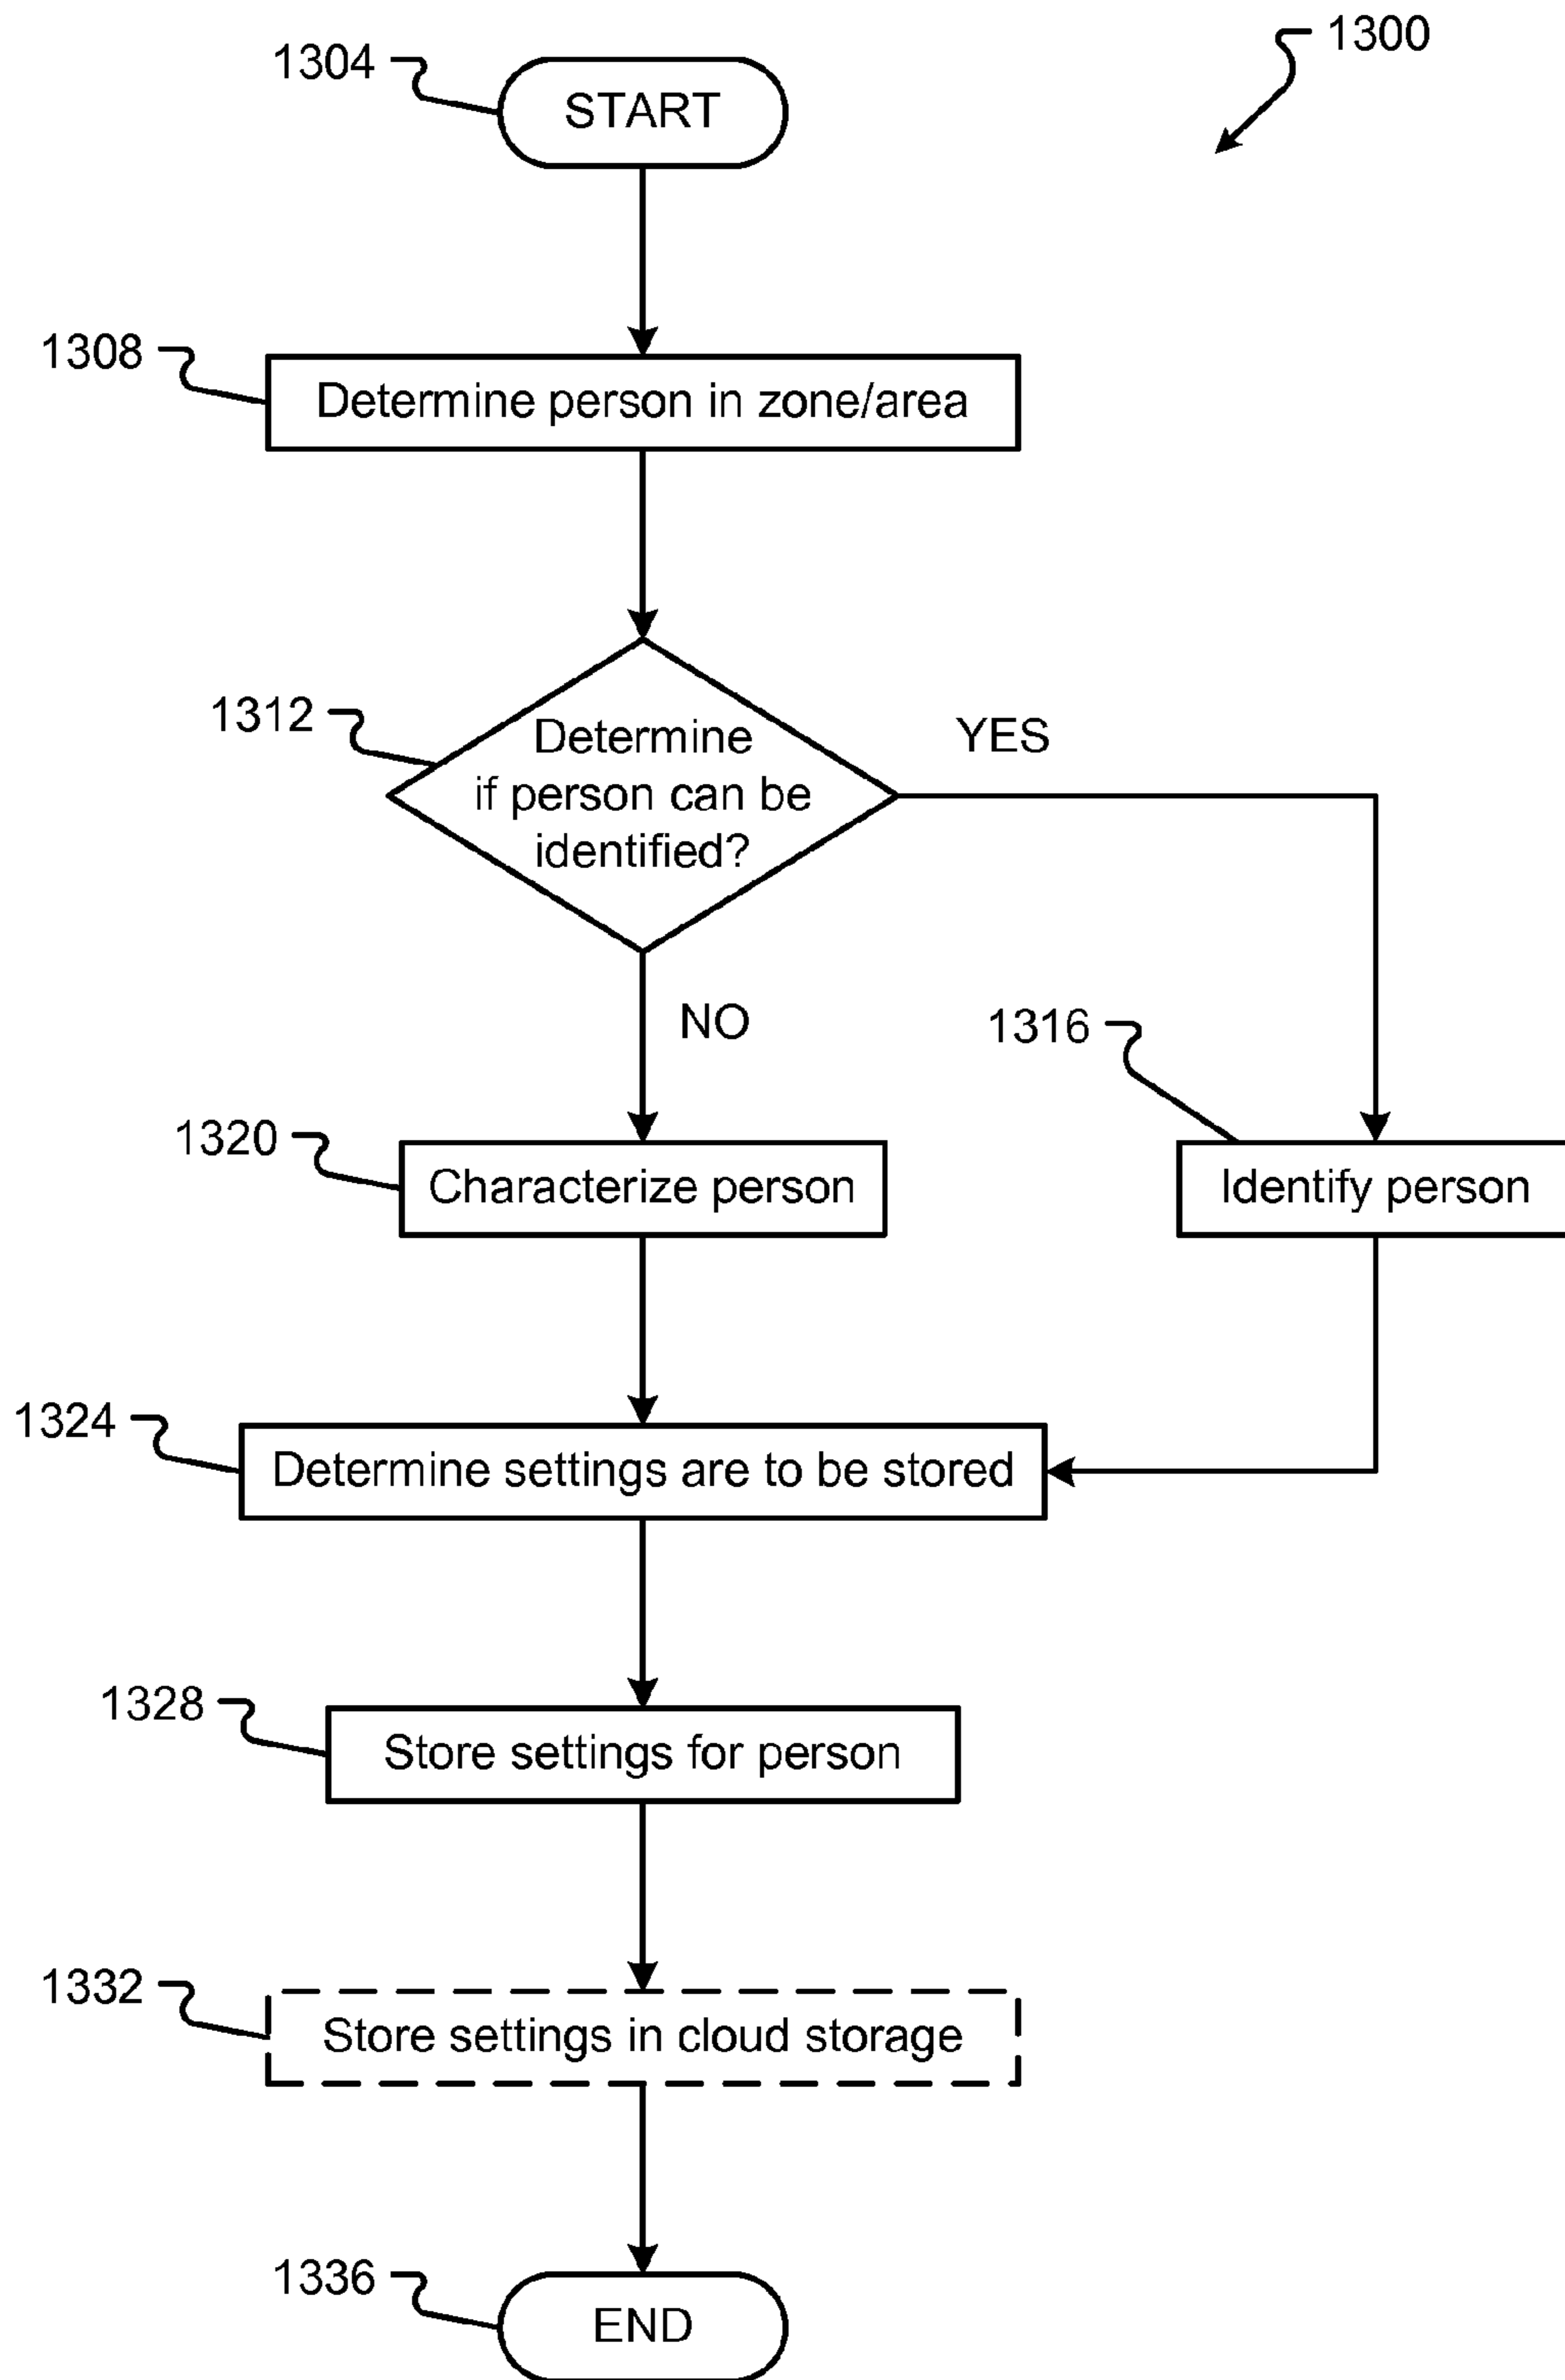 1300
1304
START
1308
Determine person in zone/area
1312
Determine
if person can be
identified?
YES
NO
1316
1320
Characterize person
Identify person
1324
Determine settings are to be stored
1328
Store settings for person
1332
Store settings in cloud storage
1336
END